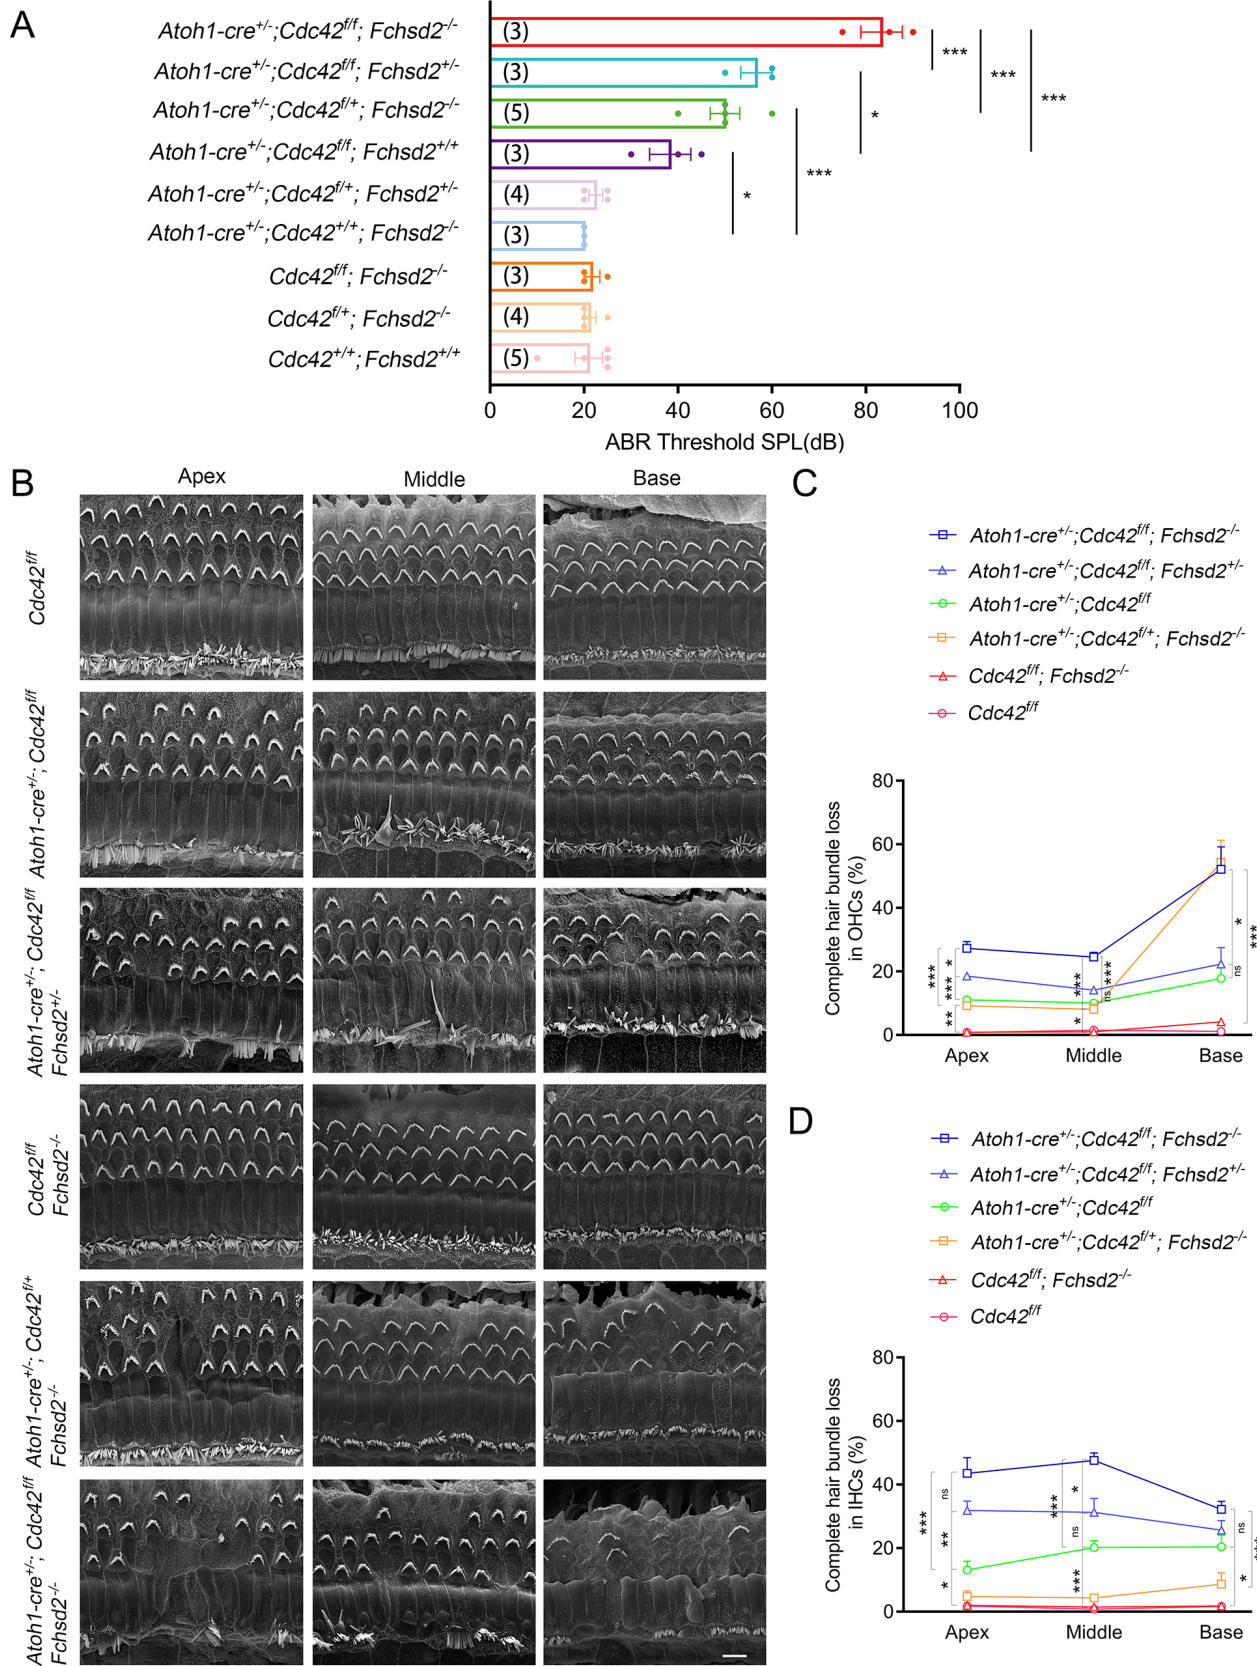 A
Atoh1-cre+/-;Cdc42f/f; Fchsd2-/-
(3)
***
Atoh1-cre+/-;Cdc42f/f; Fchsd2+/-
(3)
***
***
Atoh1-cre+/-;Cdc42f/+; Fchsd2-/-
(5)
*
Atoh1-cre+/-;Cdc42f/f; Fchsd2+/+
(3)
***
Atoh1-cre+/-;Cdc42f/+; Fchsd2+/-
(4)
*
Atoh1-cre+/-;Cdc42+/+; Fchsd2-/-
(3)
Cdc42f/f; Fchsd2-/-
(3)
Cdc42f/+; Fchsd2-/-
(4)
Cdc42+/+; Fchsd2+/+
(5)
0 20 40 60 80 100
ABR Threshold SPL(dB)
B
Apex Middle Base
Cdc42f/f
Atoh1-cre+/-; Cdc42f/f
Atoh1-cre+/-; Cdc42f/f
Fchsd2+/-
Cdc42f/f
Fchsd2-/-
Atoh1-cre+/-; Cdc42f/+
Fchsd2-/-
Atoh1-cre+/-; Cdc42f/f
Fchsd2-/-
C
Atoh1-cre+/-;Cdc42f/f; Fchsd2-/-
Atoh1-cre+/-;Cdc42f/f; Fchsd2+/-
Atoh1-cre+/-;Cdc42f/f
Atoh1-cre+/-;Cdc42f/+; Fchsd2-/-
Cdc42f/f; Fchsd2-/-
Cdc42f/f
Complete hair bundle loss
in OHCs (%)
80
60
40
20
0
***
*
***
**
***
***
ns
*
*
ns
***
Apex Middle Base
D
Atoh1-cre+/-;Cdc42f/f; Fchsd2-/-
Atoh1-cre+/-;Cdc42f/f; Fchsd2+/-
Atoh1-cre+/-;Cdc42f/f
Atoh1-cre+/-;Cdc42f/+; Fchsd2-/-
Cdc42f/f; Fchsd2-/-
Cdc42f/f
Complete hair bundle loss
in IHCs (%)
80
60
40
20
0
***
ns
**
*
***
*
ns
***
ns
*
Apex Middle Base